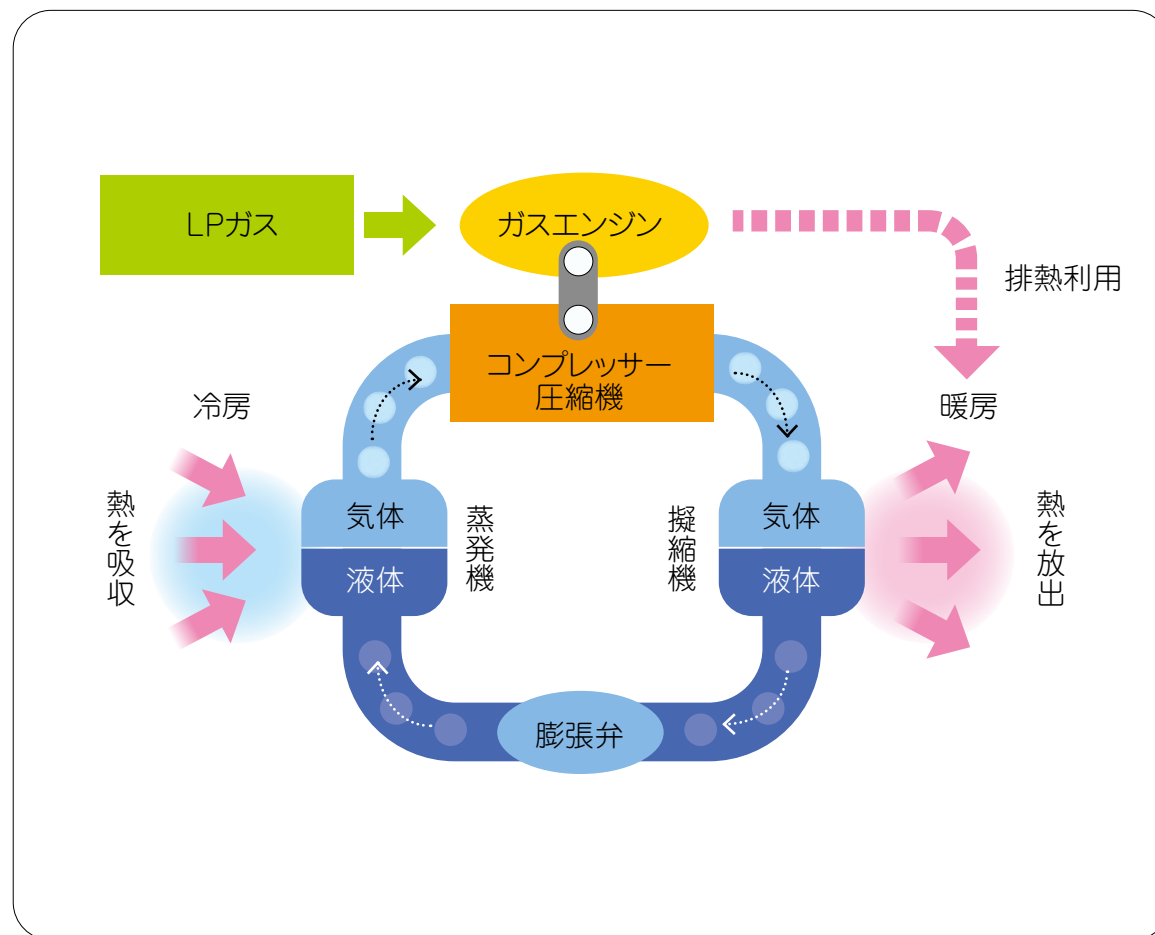 LPガス
ガスエンジン
排熱利用
コンプレッサー
圧縮機
冷房
暖房
熱を吸収
気体
液体
蒸発機
擬縮機
気体
液体
熱を放出
膨張弁